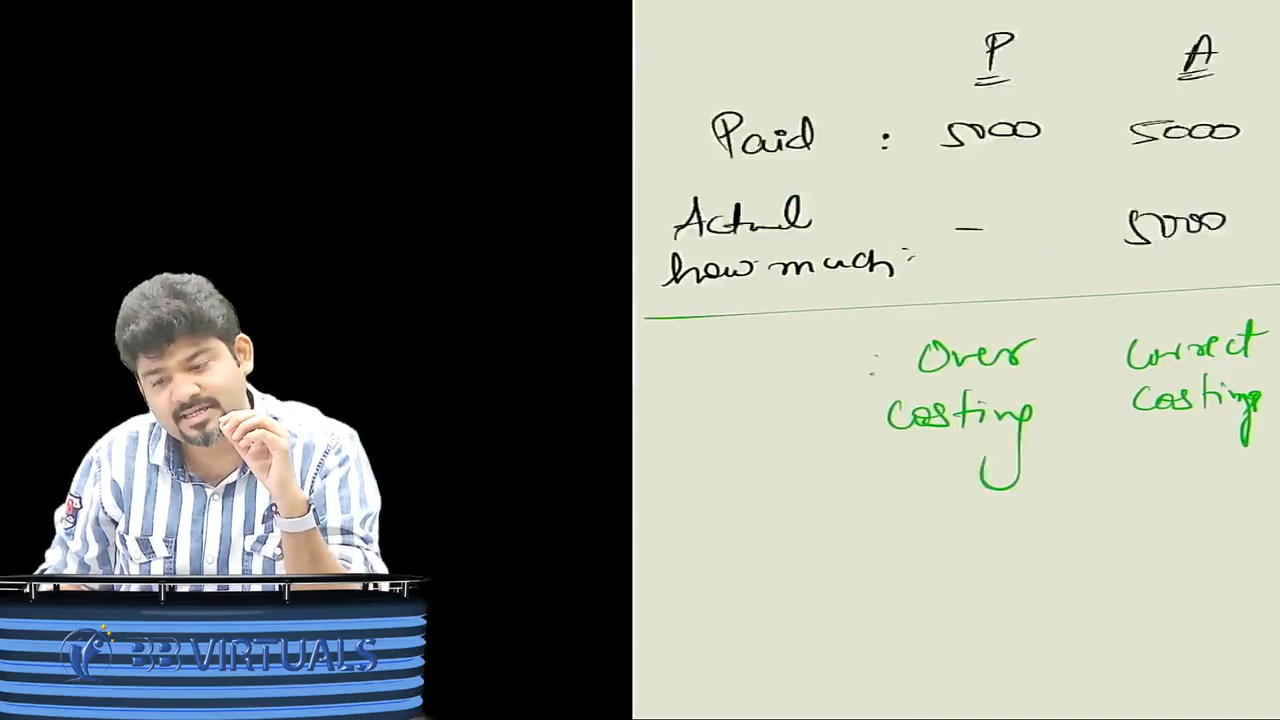 P A
Paid : 5000 5000
Actual - 5000
how much:
: Over Correct
Costing Costing
BB VIRTUALS